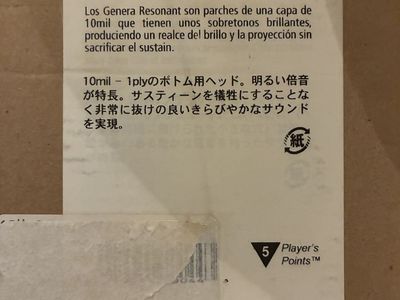 Los Genera Resonant son parches de una capa de
10mil que tienen unos sobretonos brillantes,
produciendo un realce del brillo y la proyección sin
sacrificar el sustain.
10mil – 1plyのボトム用ヘッド。明るい倍音
が特長。サスティーンを犠牲にすることな
く非常に抜けの良いきらびやかなサウンド
を実現。
紙
5 Player's
Points™